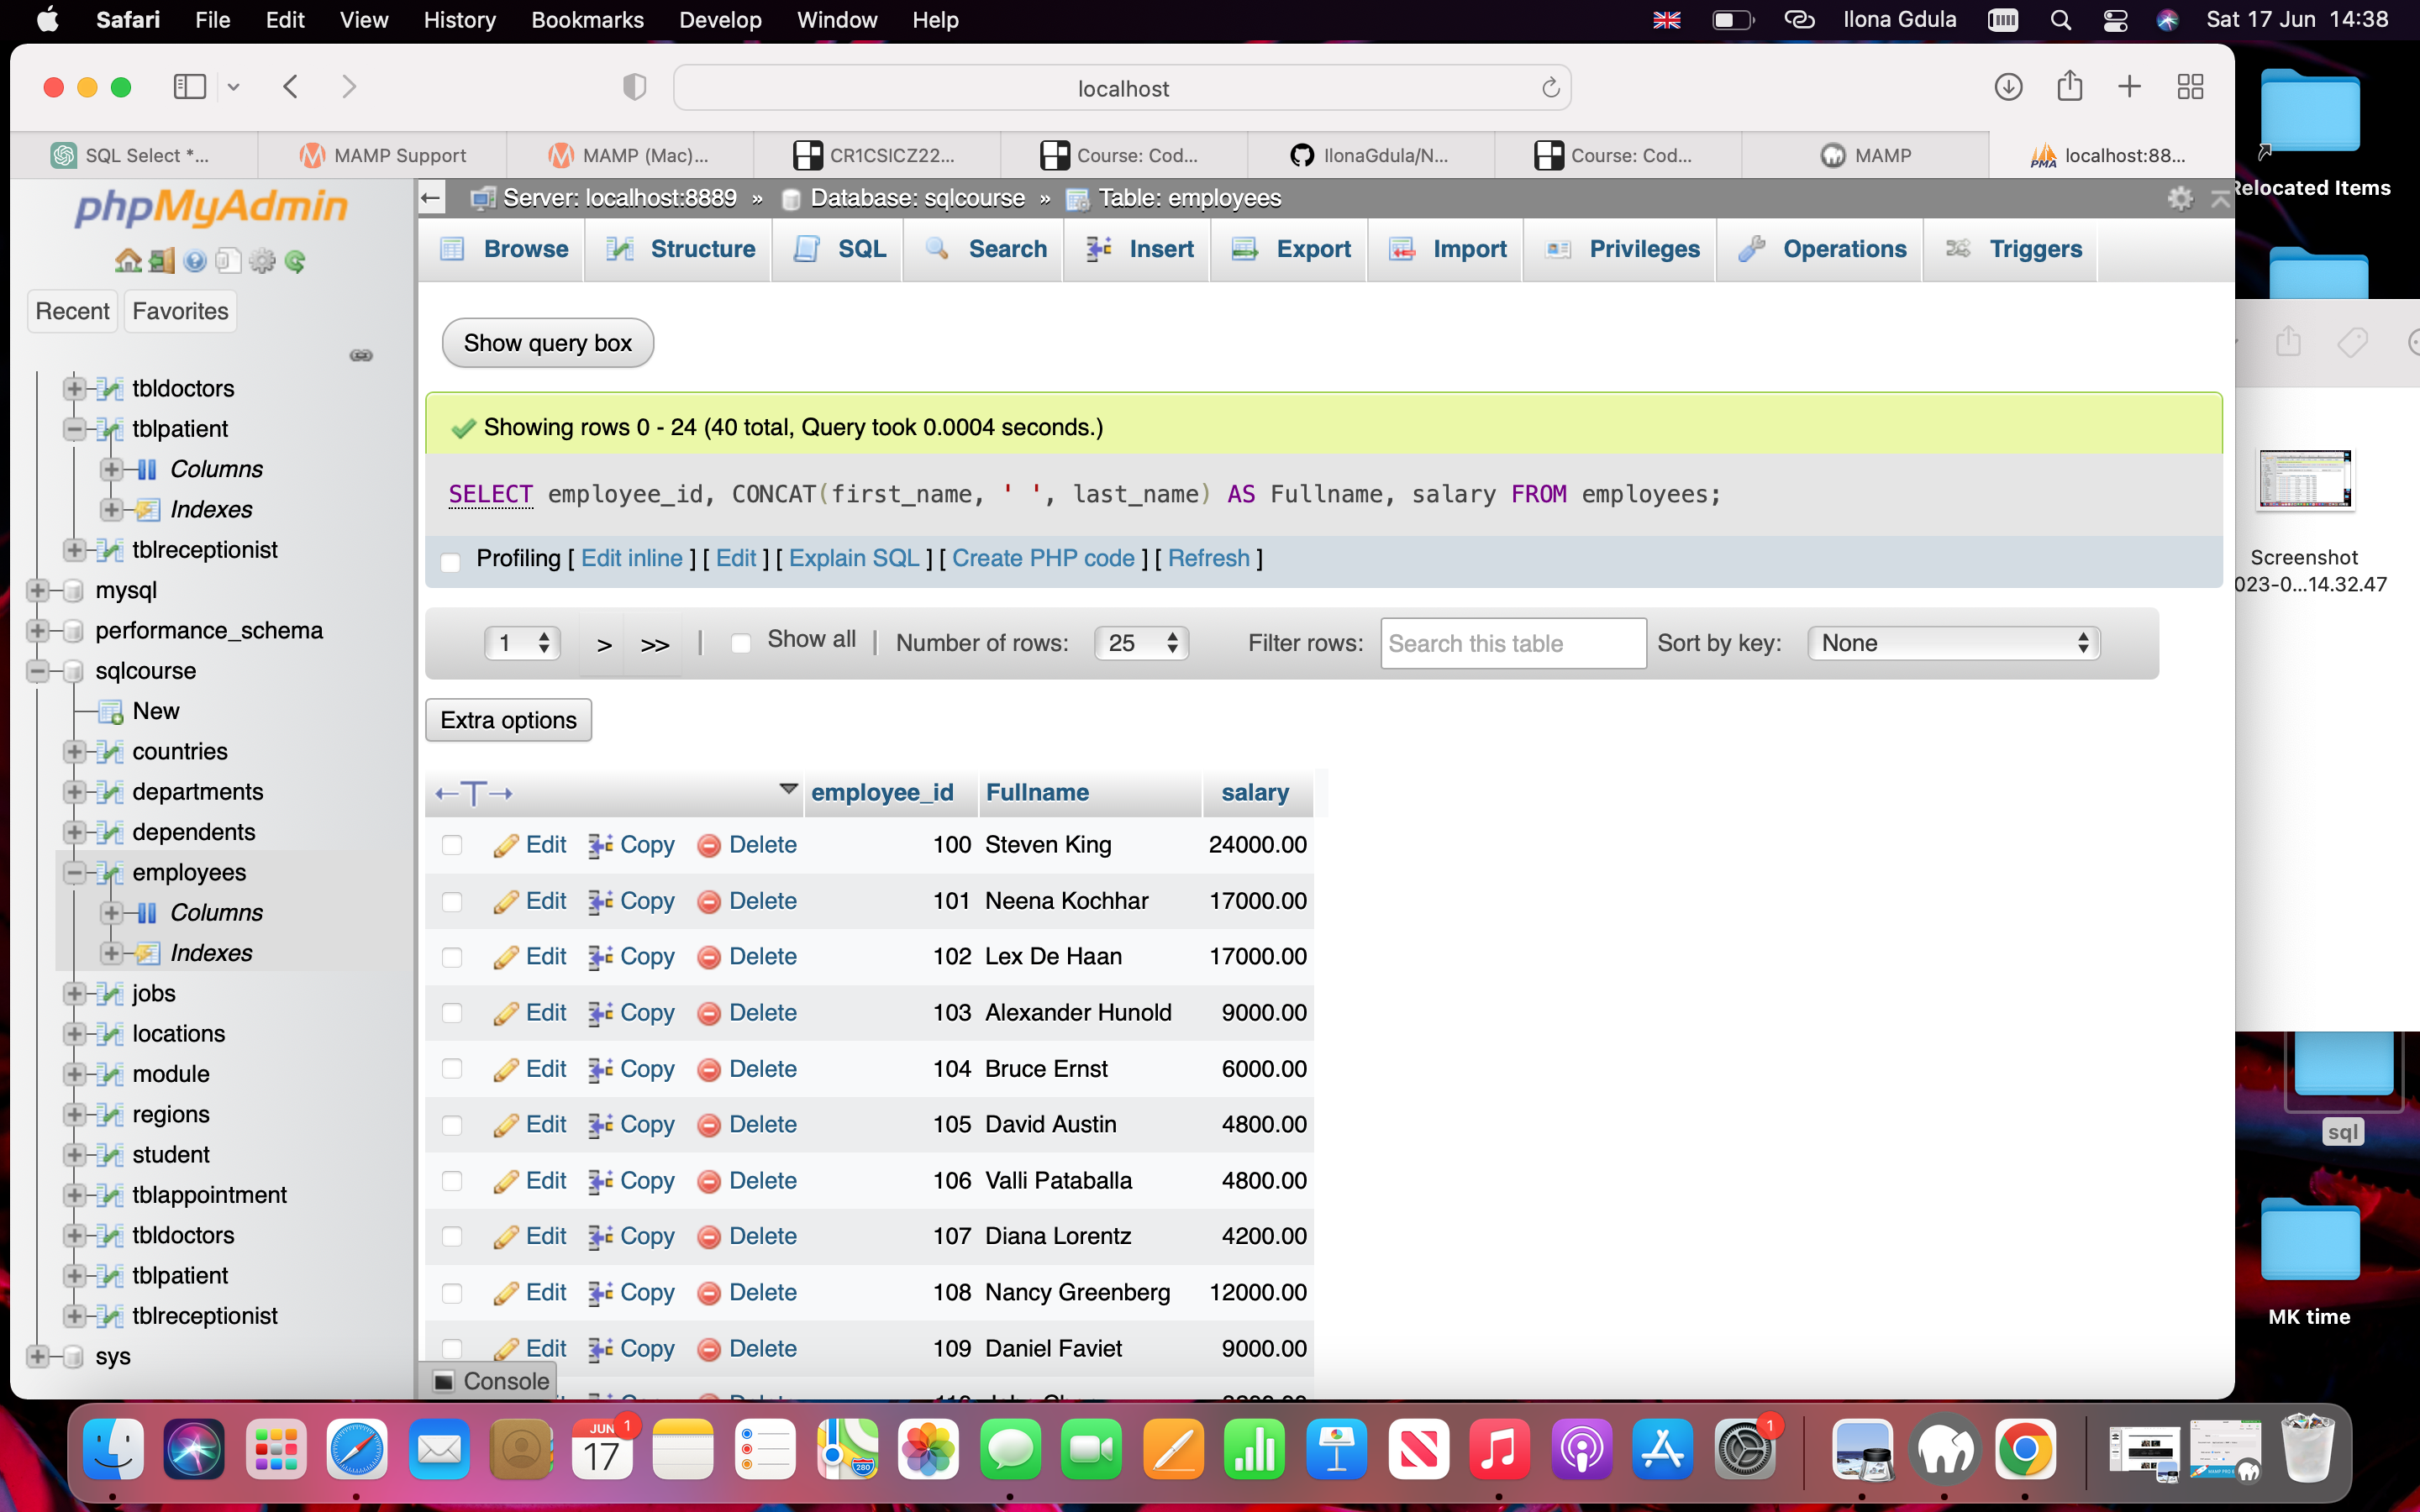 Safari File Edit View History Bookmarks Develop Window Help Ilona Gdula Sat 17 Jun 14:38
localhost
SQL Select *... MAMP Support MAMP (Mac)... CR1CSICZ22... Course: Cod... IlonaGdula/N... Course: Cod... MAMP PMA localhost:88...
phpMyAdmin
Recent Favorites
tbldoctors
tblpatient
Columns
Indexes
tblreceptionist
mysql
performance_schema
sqlcourse
New
countries
departments
dependents
employees
Columns
Indexes
jobs
locations
module
regions
student
tblappointment
tbldoctors
tblpatient
tblreceptionist
sys
Server: localhost:8889 » Database: sqlcourse » Table: employees
Browse Structure SQL Search Insert Export Import Privileges Operations Triggers
Show query box
Showing rows 0 - 24 (40 total, Query took 0.0004 seconds.)
SELECT employee_id, CONCAT(first_name, ' ', last_name) AS Fullname, salary FROM employees;
Profiling [ Edit inline ] [ Edit ] [ Explain SQL ] [ Create PHP code ] [ Refresh ]
1 > >> | Show all | Number of rows: 25 Filter rows: Search this table Sort by key: None
Extra options
←T→ employee_id Fullname salary
Edit Copy Delete 100 Steven King 24000.00
Edit Copy Delete 101 Neena Kochhar 17000.00
Edit Copy Delete 102 Lex De Haan 17000.00
Edit Copy Delete 103 Alexander Hunold 9000.00
Edit Copy Delete 104 Bruce Ernst 6000.00
Edit Copy Delete 105 David Austin 4800.00
Edit Copy Delete 106 Valli Pataballa 4800.00
Edit Copy Delete 107 Diana Lorentz 4200.00
Edit Copy Delete 108 Nancy Greenberg 12000.00
Edit Copy Delete 109 Daniel Faviet 9000.00
Console
Relocated Items
Screenshot
023-0...14.32.47
sql
MK time
JUN 1
17
280
1